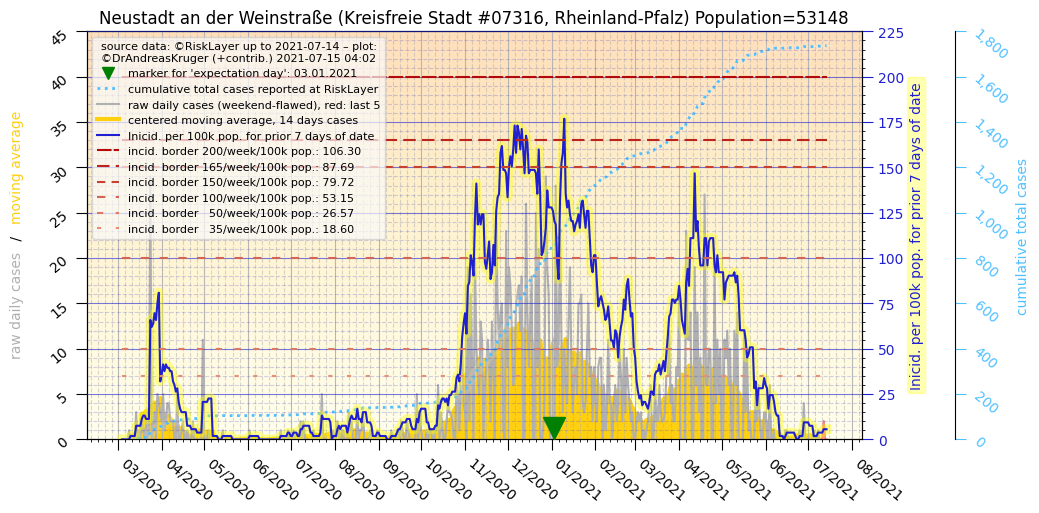 Neustadt an der Weinstraße (Kreisfreie Stadt #07316, Rheinland-Pfalz) Population=53148
source data: ©RiskLayer up to 2021-07-14 – plot:
©DrAndreasKruger (+contrib.) 2021-07-15 04:02
marker for 'expectation day': 03.01.2021
cumulative total cases reported at RiskLayer
raw daily cases (weekend-flawed), red: last 5
centered moving average, 14 days cases
Inicid. per 100k pop. for prior 7 days of date
incid. border 200/week/100k pop.: 106.30
incid. border 165/week/100k pop.: 87.69
incid. border 150/week/100k pop.: 79.72
incid. border 100/week/100k pop.: 53.15
incid. border 50/week/100k pop.: 26.57
incid. border 35/week/100k pop.: 18.60
raw daily cases / moving average
45
40
35
30
25
20
15
10
5
0
03/2020
04/2020
05/2020
06/2020
07/2020
08/2020
09/2020
10/2020
11/2020
12/2020
01/2021
02/2021
03/2021
04/2021
05/2021
06/2021
07/2021
08/2021
225
200
175
150
125
100
75
50
25
0
Inicid. per 100k pop. for prior 7 days of date
1,800
1,600
1,400
1,200
1,000
800
600
400
200
0
cumulative total cases